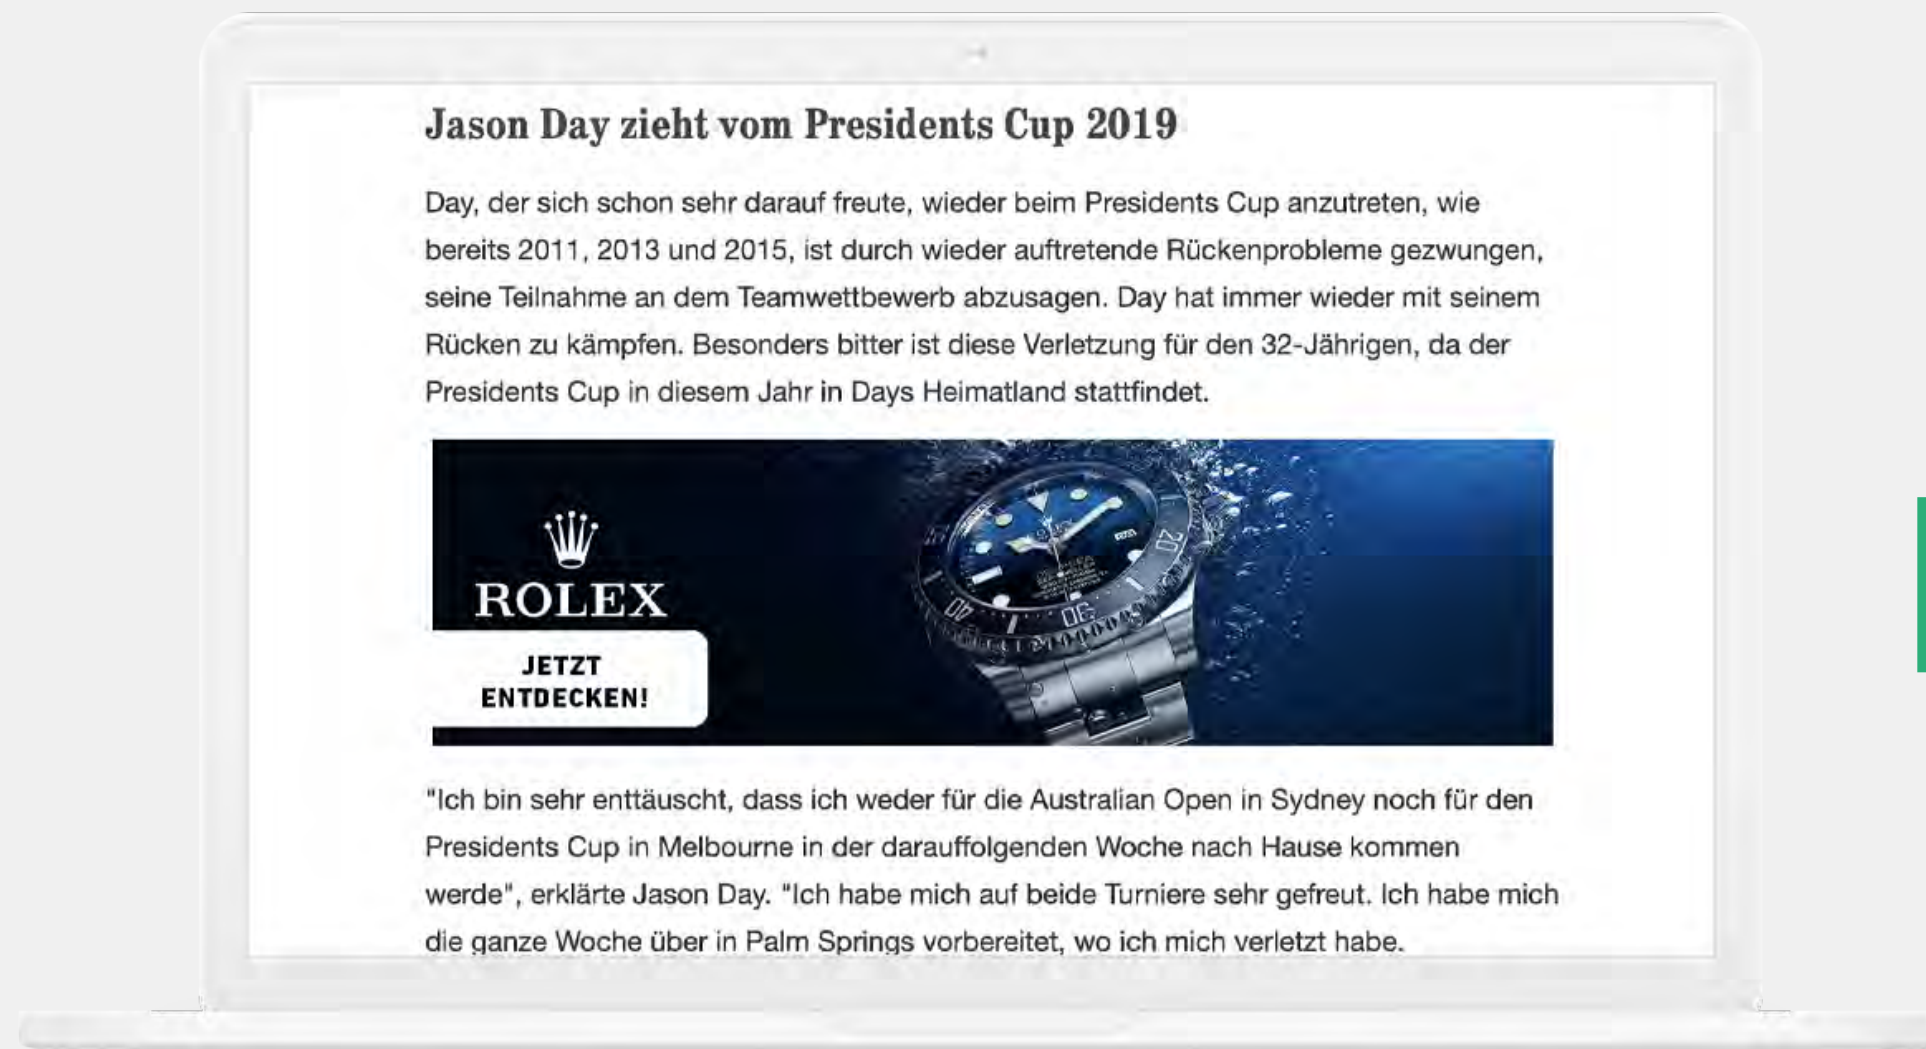 Jason Day zieht vom Presidents Cup 2019
Day, der sich schon sehr darauf freute, wieder beim Presidents Cup anzutreten, wie
bereits 2011, 2013 und 2015, ist durch wieder auftretende Rückenprobleme gezwungen,
seine Teilnahme an dem Teamwettbewerb abzusagen. Day hat immer wieder mit seinem
Rücken zu kämpfen. Besonders bitter ist diese Verletzung für den 32-Jährigen, da der
Presidents Cup in diesem Jahr in Days Heimatland stattfindet.
ROLEX
JETZT
ENTDECKEN!
20
30
40
"Ich bin sehr enttäuscht, dass ich weder für die Australian Open in Sydney noch für den
Presidents Cup in Melbourne in der darauffolgenden Woche nach Hause kommen
werde", erklärte Jason Day. "Ich habe mich auf beide Turniere sehr gefreut. Ich habe mich
die ganze Woche über in Palm Springs vorbereitet, wo ich mich verletzt habe.